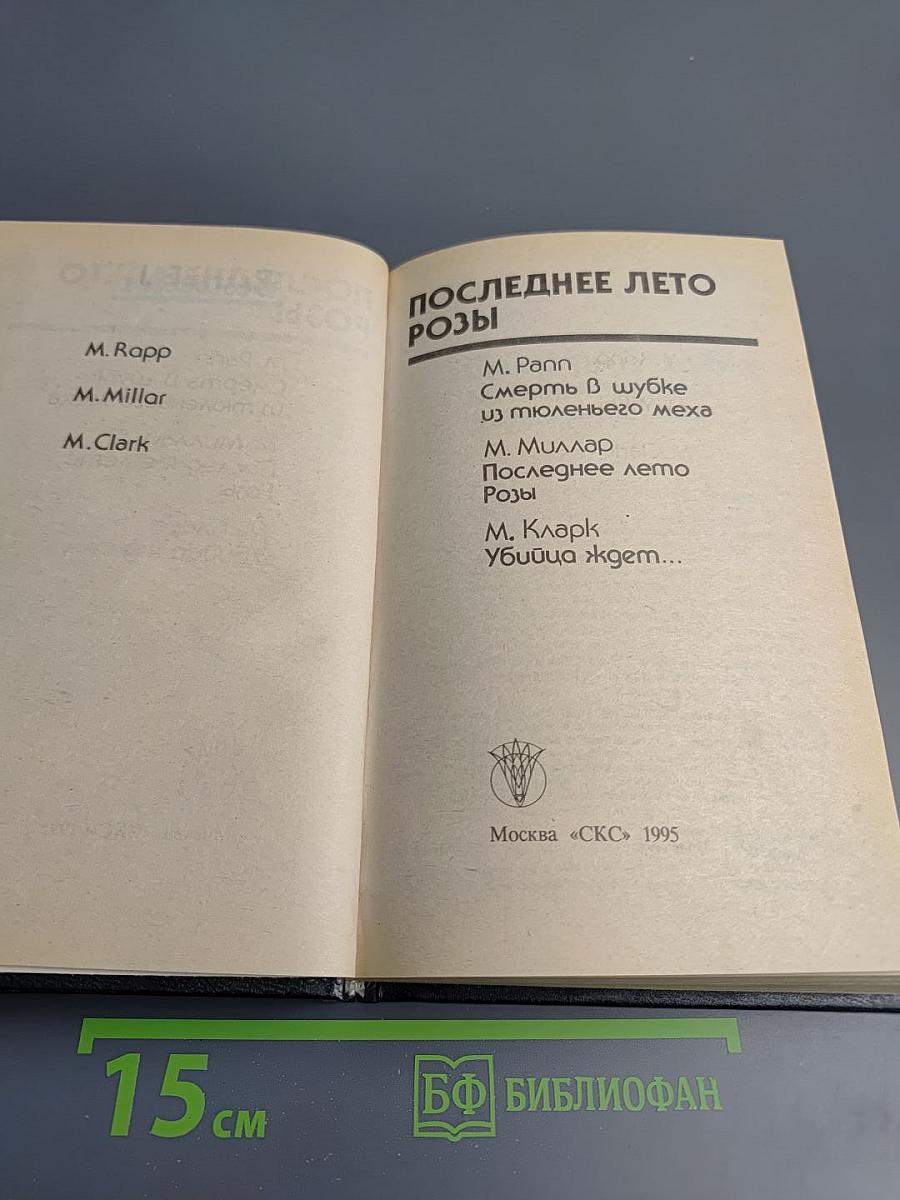 M. Rapp
M. Millar
M. Clark
ПОСЛЕДНЕЕ ЛЕТО
РОЗЫ
М. Рапп
Смерть в шубке
из тюленьего меха
М. Миллар
Последнее лето
Розы
М. Кларк
Убийца ждет...
Москва «СКС» 1995
15 см
БФ БИБЛИОФАН